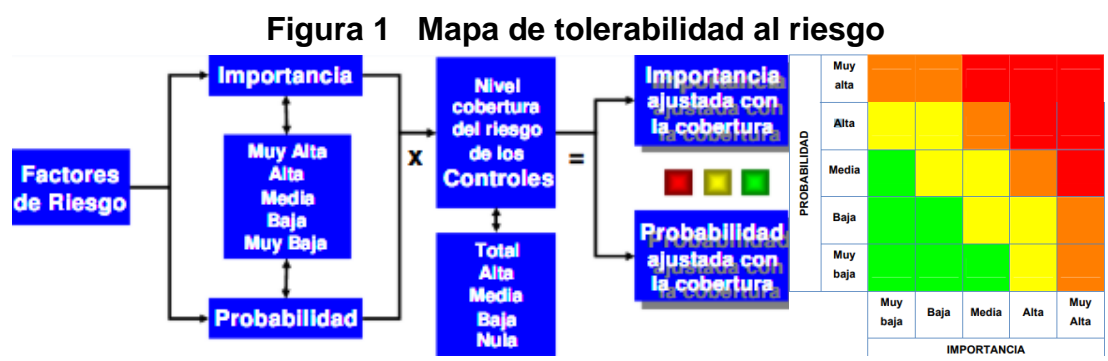 Figura 1 Mapa de tolerabilidad al riesgo
Factores
de Riesgo
Importancia
Muy Alta
Alta
Media
Baja
Muy Baja
Probabilidad
x
Nivel
cobertura
del riesgo
de los
Controles
Total
Alta
Media
Baja
Nula
=
Importancia
ajustada con
la cobertura
Probabilidad
ajustada con
la cobertura
PROBABILIDAD
Muy
alta
Alta
Media
Baja
Muy
baja
Muy
baja
Baja
Media
Alta
Muy
Alta
IMPORTANCIA